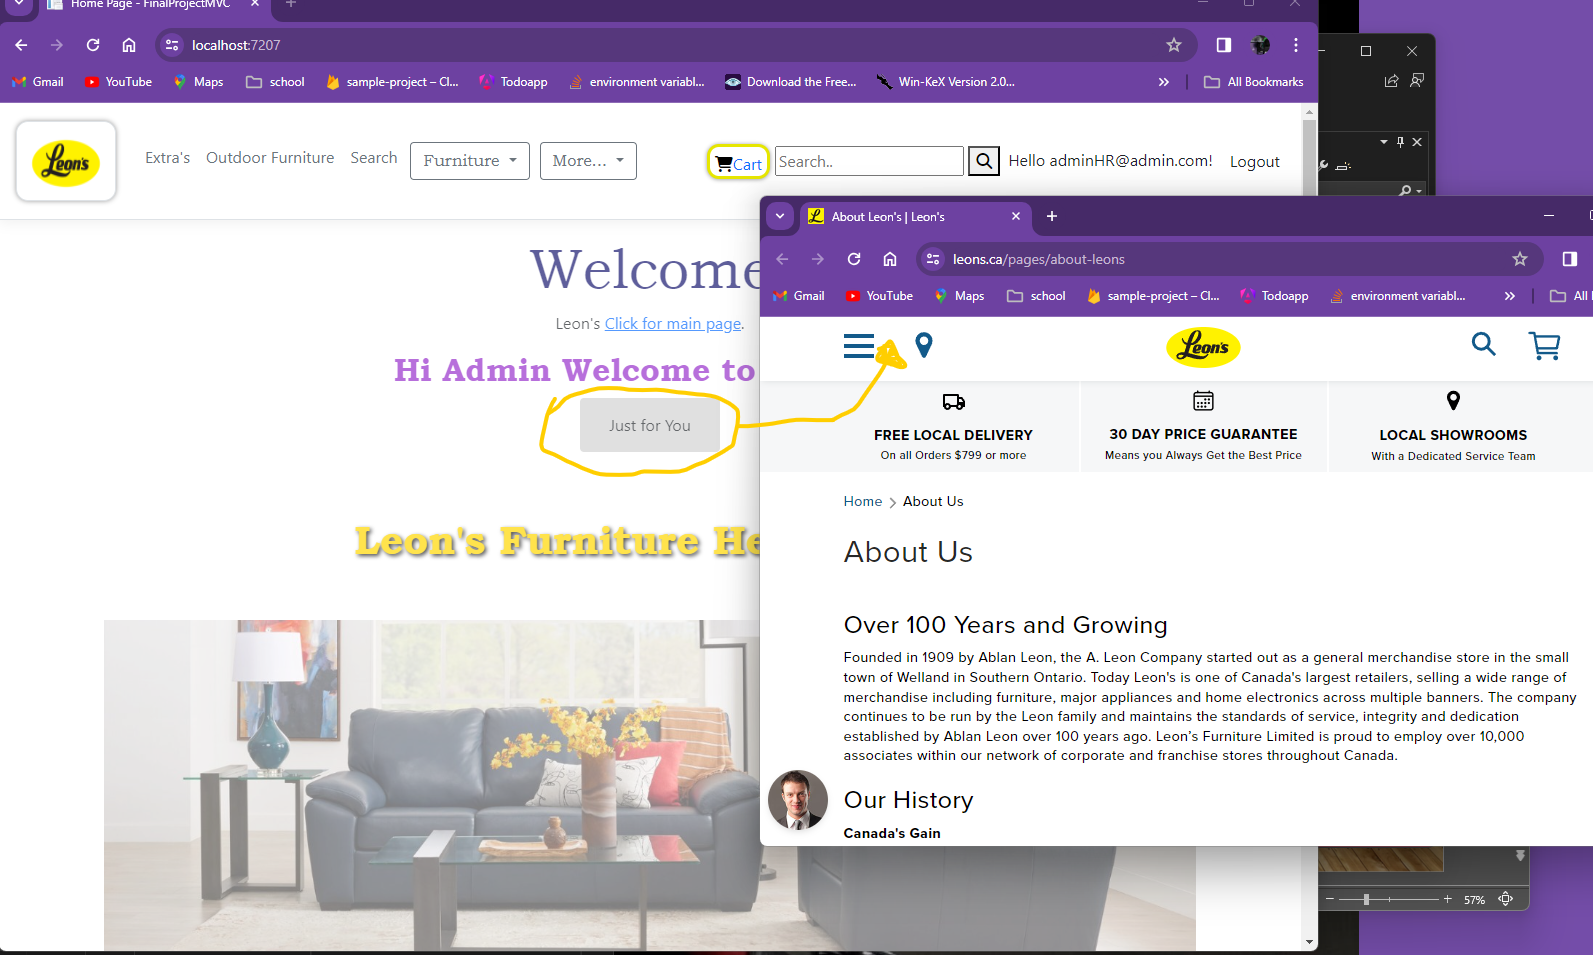 Home Page - FinalProjectMVC
localhost:7207
Gmail YouTube Maps school sample-project – Cl... Todoapp environment variabl... Download the Free... Win-KeX Version 2.0... » All Bookmarks
Leon's Extra's Outdoor Furniture Search Furniture More... Cart Search.. Hello adminHR@admin.com! Logout
Welcome
Leon's Click for main page.
Hi Admin Welcome to
Just for You
Leon's Furniture He
About Leon's | Leon's
leons.ca/pages/about-leons
Gmail YouTube Maps school sample-project – Cl... Todoapp environment variabl... » All
Leon's
FREE LOCAL DELIVERY
On all Orders $799 or more
30 DAY PRICE GUARANTEE
Means you Always Get the Best Price
LOCAL SHOWROOMS
With a Dedicated Service Team
Home > About Us
About Us
Over 100 Years and Growing
Founded in 1909 by Ablan Leon, the A. Leon Company started out as a general merchandise store in the small
town of Welland in Southern Ontario. Today Leon's is one of Canada's largest retailers, selling a wide range of
merchandise including furniture, major appliances and home electronics across multiple banners. The company
continues to be run by the Leon family and maintains the standards of service, integrity and dedication
established by Ablan Leon over 100 years ago. Leon’s Furniture Limited is proud to employ over 10,000
associates within our network of corporate and franchise stores throughout Canada.
Our History
Canada's Gain
57%